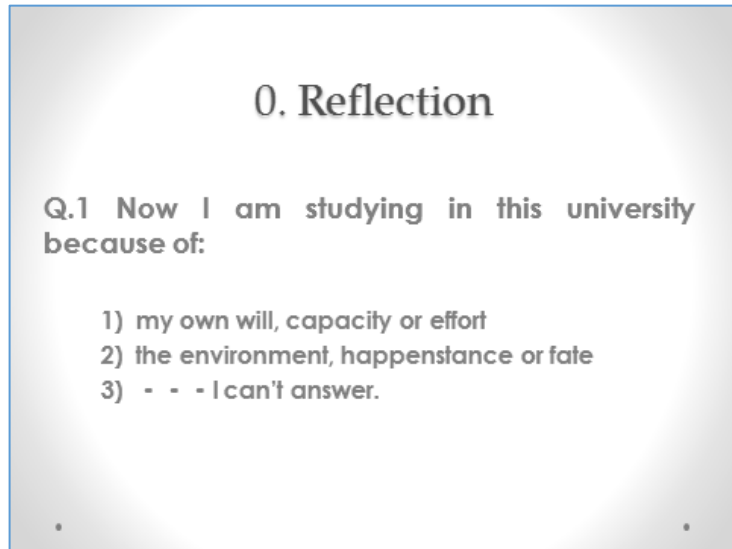 0. Reflection
Q.1 Now I am studying in this university
because of:
1) my own will, capacity or effort
2) the environment, happenstance or fate
3) - - - I can't answer.